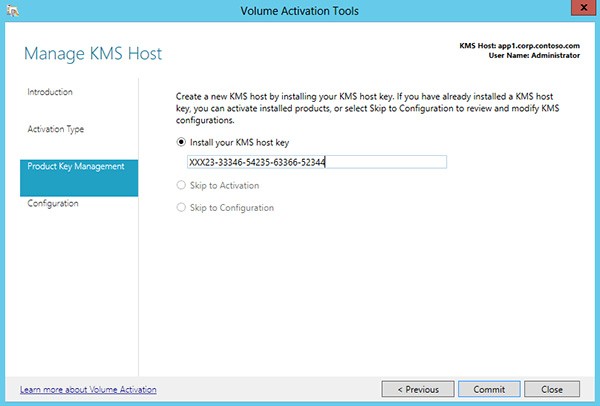 Volume Activation Tools
x
Manage KMS Host
KMS Host: app1.corp.contoso.com
User Name: Administrator
Introduction
Activation Type
Product Key Management
Configuration
Create a new KMS host by installing your KMS host key. If you have already installed a KMS host
key, you can activate installed products, or select Skip to Configuration to review and modify KMS
configurations.
Install your KMS host key
XXX23-33346-54235-63366-52344
Skip to Activation
Skip to Configuration
Learn more about Volume Activation
< Previous
Commit
Close